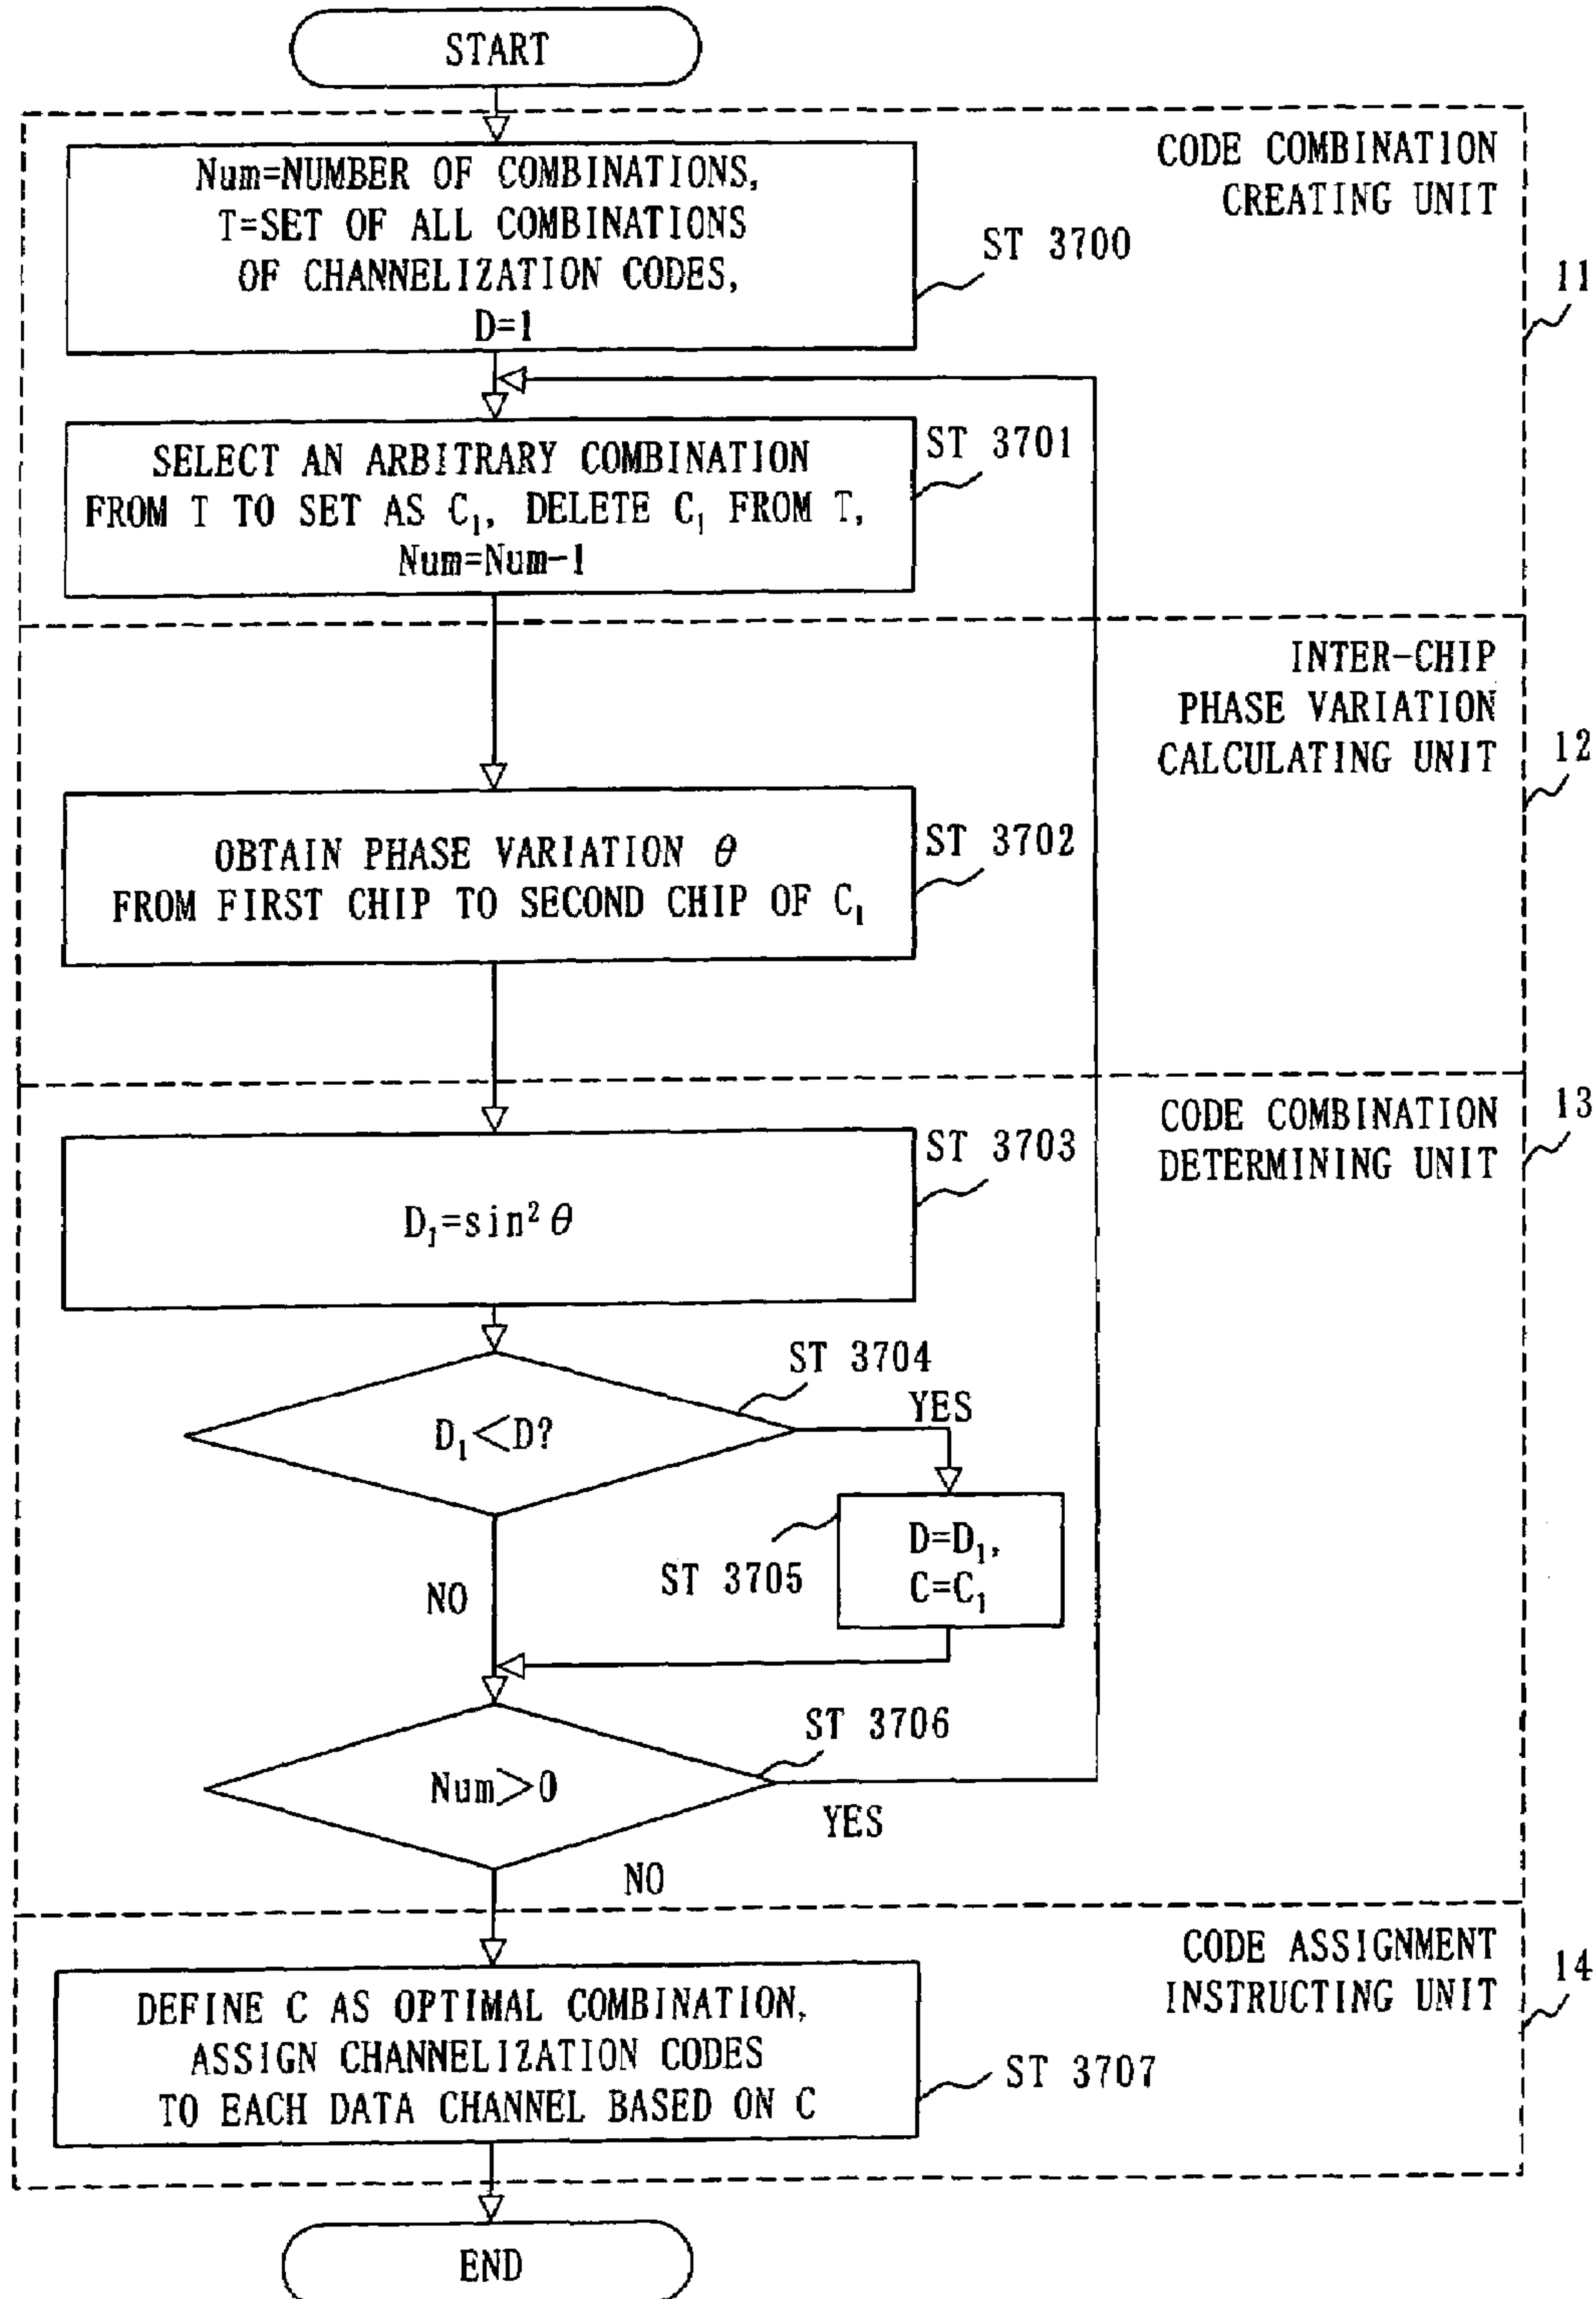 START
CODE COMBINATION
CREATING UNIT
11
Num=NUMBER OF COMBINATIONS,
T=SET OF ALL COMBINATIONS
OF CHANNELIZATION CODES,
D=1
ST 3700
SELECT AN ARBITRARY COMBINATION
FROM T TO SET AS C₁, DELETE C₁ FROM T,
Num=Num-1
ST 3701
INTER-CHIP
PHASE VARIATION
CALCULATING UNIT
12
OBTAIN PHASE VARIATION θ
FROM FIRST CHIP TO SECOND CHIP OF C₁
ST 3702
CODE COMBINATION
DETERMINING UNIT
13
D₁=sin² θ
ST 3703
D₁<D?
ST 3704
YES
NO
D=D₁,
C=C₁
ST 3705
Num>0
ST 3706
YES
NO
CODE ASSIGNMENT
INSTRUCTING UNIT
14
DEFINE C AS OPTIMAL COMBINATION,
ASSIGN CHANNELIZATION CODES
TO EACH DATA CHANNEL BASED ON C
ST 3707
END